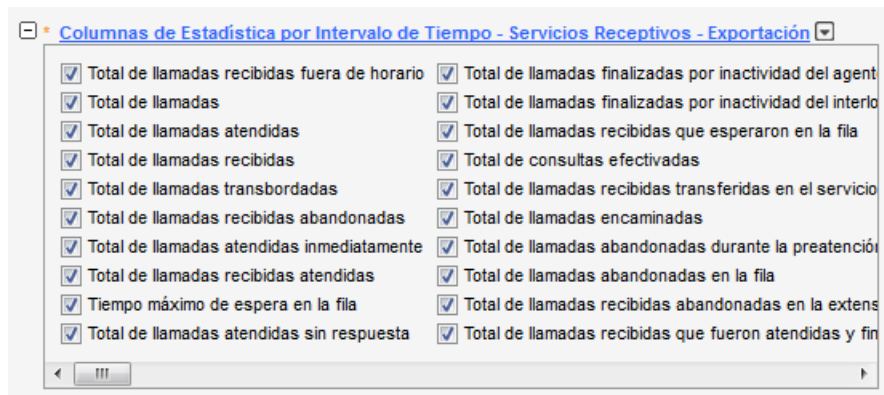 * Columnas de Estadística por Intervalo de Tiempo - Servicios Receptivos - Exportación
Total de llamadas recibidas fuera de horario
Total de llamadas
Total de llamadas atendidas
Total de llamadas recibidas
Total de llamadas transbordadas
Total de llamadas recibidas abandonadas
Total de llamadas atendidas inmediatamente
Total de llamadas recibidas atendidas
Tiempo máximo de espera en la fila
Total de llamadas atendidas sin respuesta
Total de llamadas finalizadas por inactividad del agent
Total de llamadas finalizadas por inactividad del interlo
Total de llamadas recibidas que esperaron en la fila
Total de consultas efectivadas
Total de llamadas recibidas transferidas en el servicio
Total de llamadas encaminadas
Total de llamadas abandonadas durante la preatención
Total de llamadas abandonadas en la fila
Total de llamadas recibidas abandonadas en la extens
Total de llamadas recibidas que fueron atendidas y fin